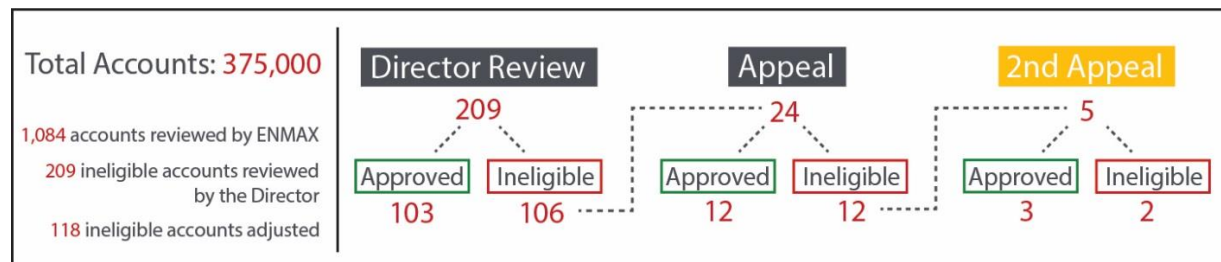 Total Accounts: 375,000
1,084 accounts reviewed by ENMAX
209 ineligible accounts reviewed
by the Director
118 ineligible accounts adjusted
Director Review
209
Approved
Ineligible
103
106
Appeal
24
Approved
Ineligible
12
12
2nd Appeal
5
Approved
Ineligible
3
2